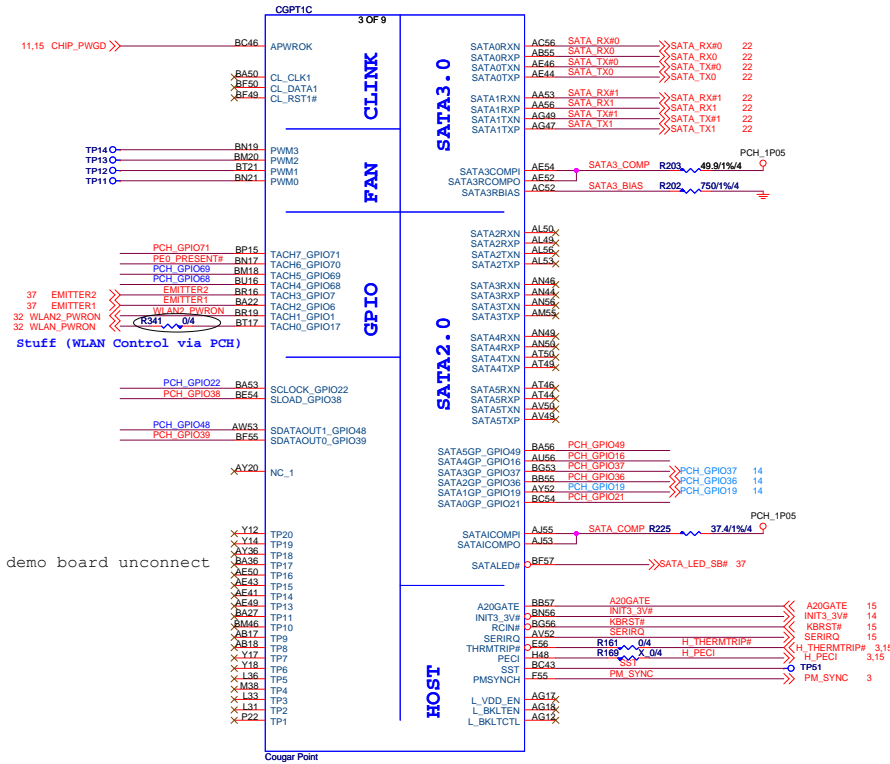 CGPT1C
3 OF 9
11,15 CHIP_PWGD BC46 APWROK
BA50 CL_CLK1
BF50 CL_DATA1
BF49 CL_RST1#
CLINK
TP14 BN19 PWM3
TP13 BM20 PWM2
TP12 BT21 PWM1
TP11 BN21 PWM0
FAN
PCH_GPIO71 BP15 TACH7_GPIO71
PE0_PRESENT# BN17 TACH6_GPIO70
PCH_GPIO69 BM18 TACH5_GPIO69
PCH_GPIO68 BU16 TACH4_GPIO68
37 EMITTER2 EMITTER2 BR16 TACH3_GPIO7
37 EMITTER1 EMITTER1 BA22 TACH2_GPIO6
32 WLAN2_PWRON WLAN2_PWRON BR19 TACH1_GPIO1
32 WLAN_PWRON R341 0/4 BT17 TACH0_GPIO17
Stuff (WLAN Control via PCH)
GPIO
PCH_GPIO22 BA53 SCLOCK_GPIO22
PCH_GPIO38 BE54 SLOAD_GPIO38
PCH_GPIO48 AW53 SDATAOUT1_GPIO48
PCH_GPIO39 BF55 SDATAOUT0_GPIO39
AY20 NC_1
demo board unconnect
Y12 TP20
Y14 TP19
AY36 TP18
BA36 TP17
AE50 TP16
AE43 TP15
AE41 TP14
AE49 TP13
BA27 TP11
BM46 TP10
AB17 TP9
AB18 TP8
Y17 TP7
Y18 TP6
L36 TP5
M38 TP4
L33 TP3
L31 TP2
P22 TP1
SATA3.0
SATA0RXN AC56 SATA_RX#0 SATA_RX#0 22
SATA0RXP AB55 SATA_RX0 SATA_RX0 22
SATA0TXN AE46 SATA_TX#0 SATA_TX#0 22
SATA0TXP AE44 SATA_TX0 SATA_TX0 22
SATA1RXN AA53 SATA_RX#1 SATA_RX#1 22
SATA1RXP AA56 SATA_RX1 SATA_RX1 22
SATA1TXN AG49 SATA_TX#1 SATA_TX#1 22
SATA1TXP AG47 SATA_TX1 SATA_TX1 22
PCH_1P05
SATA3COMPI AE54 SATA3_COMP R203 49.9/1%/4
SATA3RCOMPO AE52
SATA3RBIAS AC52 SATA3_BIAS R202 750/1%/4
SATA2.0
SATA2RXN AL50
SATA2RXP AL49
SATA2TXN AL56
SATA2TXP AL53
SATA3RXN AN46
SATA3RXP AN44
SATA3TXN AN56
SATA3TXP AM55
SATA4RXN AN49
SATA4RXP AN50
SATA4TXN AT50
SATA4TXP AT49
SATA5RXN AT46
SATA5RXP AT44
SATA5TXN AV50
SATA5TXP AV49
SATA5GP_GPIO49 BA56 PCH_GPIO49
SATA4GP_GPIO16 AU56 PCH_GPIO16
SATA3GP_GPIO37 BG53 PCH_GPIO37 PCH_GPIO37 14
SATA2GP_GPIO36 BB55 PCH_GPIO36 PCH_GPIO36 14
SATA1GP_GPIO19 AY52 PCH_GPIO19 PCH_GPIO19 14
SATA0GP_GPIO21 BC54 PCH_GPIO21
PCH_1P05
SATAICOMPI AJ55 SATA_COMP R225 37.4/1%/4
SATAICOMPO AJ53
SATALED# BF57 SATA_LED_SB# 37
HOST
A20GATE BB57 A20GATE A20GATE 15
INIT3_3V# BN56 INIT3_3V# INIT3_3V# 14
RCIN# BG56 KBRST# KBRST# 15
SERIRQ AV52 SERIRQ SERIRQ 15
THRMTRIP# E56 R161 0/4 H_THERMTRIP# H_THERMTRIP# 3,15
PECI H48 R169 X_0/4 H_PECI H_PECI 3,15
SST BC43 SST TP51
PMSYNCH F55 PM_SYNC PM_SYNC 3
L_VDD_EN AG17
L_BKLTEN AG18
L_BKLTCTL AG12
Cougar Point